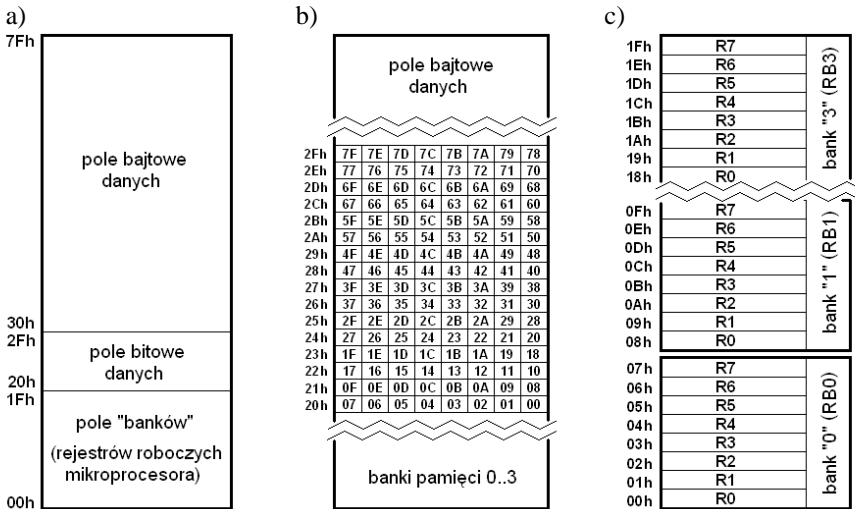 a)
7Fh
pole bajtowe
danych
30h
2Fh
pole bitowe
danych
20h
1Fh
pole "banków"
(rejestrów roboczych
mikroprocesora)
00h
b)
pole bajtowe
danych
2Fh 7F 7E 7D 7C 7B 7A 79 78
2Eh 77 76 75 74 73 72 71 70
2Dh 6F 6E 6D 6C 6B 6A 69 68
2Ch 67 66 65 64 63 62 61 60
2Bh 5F 5E 5D 5C 5B 5A 59 58
2Ah 57 56 55 54 53 52 51 50
29h 4F 4E 4D 4C 4B 4A 49 48
28h 47 46 45 44 43 42 41 40
27h 3F 3E 3D 3C 3B 3A 39 38
26h 37 36 35 34 33 32 31 30
25h 2F 2E 2D 2C 2B 2A 29 28
24h 27 26 25 24 23 22 21 20
23h 1F 1E 1D 1C 1B 1A 19 18
22h 17 16 15 14 13 12 11 10
21h 0F 0E 0D 0C 0B 0A 09 08
20h 07 06 05 04 03 02 01 00
banki pamięci 0..3
c)
1Fh R7
1Eh R6
1Dh R5
1Ch R4
1Bh R3
1Ah R2
19h R1
18h R0
bank "3" (RB3)
0Fh R7
0Eh R6
0Dh R5
0Ch R4
0Bh R3
0Ah R2
09h R1
08h R0
bank "1" (RB1)
07h R7
06h R6
05h R5
04h R4
03h R3
02h R2
01h R1
00h R0
bank "0" (RB0)